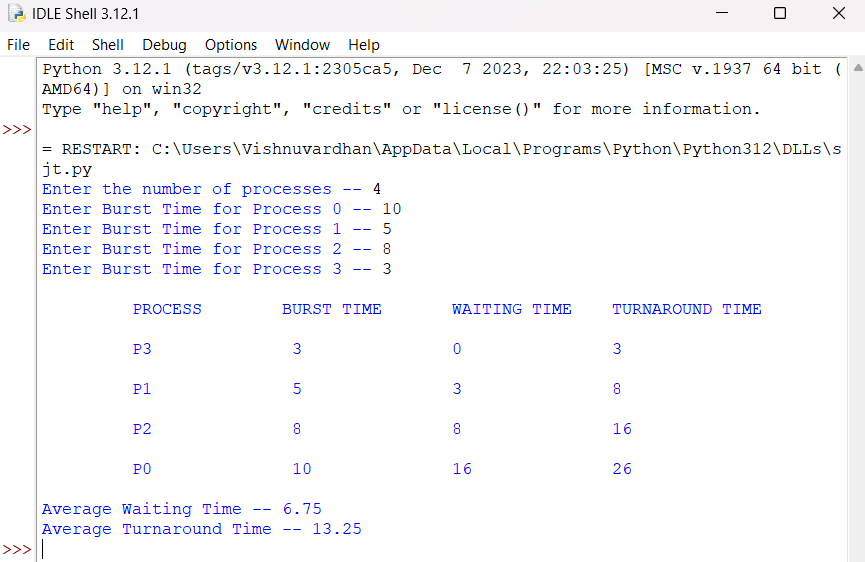 IDLE Shell 3.12.1
File Edit Shell Debug Options Window Help
Python 3.12.1 (tags/v3.12.1:2305ca5, Dec  7 2023, 22:03:25) [MSC v.1937 64 bit (
AMD64)] on win32
Type "help", "copyright", "credits" or "license()" for more information.
>>>
= RESTART: C:\Users\Vishnuvardhan\AppData\Local\Programs\Python\Python312\DLLs\s
jt.py
Enter the number of processes -- 4
Enter Burst Time for Process 0 -- 10
Enter Burst Time for Process 1 -- 5
Enter Burst Time for Process 2 -- 8
Enter Burst Time for Process 3 -- 3
PROCESS BURST TIME WAITING TIME TURNAROUND TIME
P3 3 0 3
P1 5 3 8
P2 8 8 16
P0 10 16 26
Average Waiting Time -- 6.75
Average Turnaround Time -- 13.25
>>>